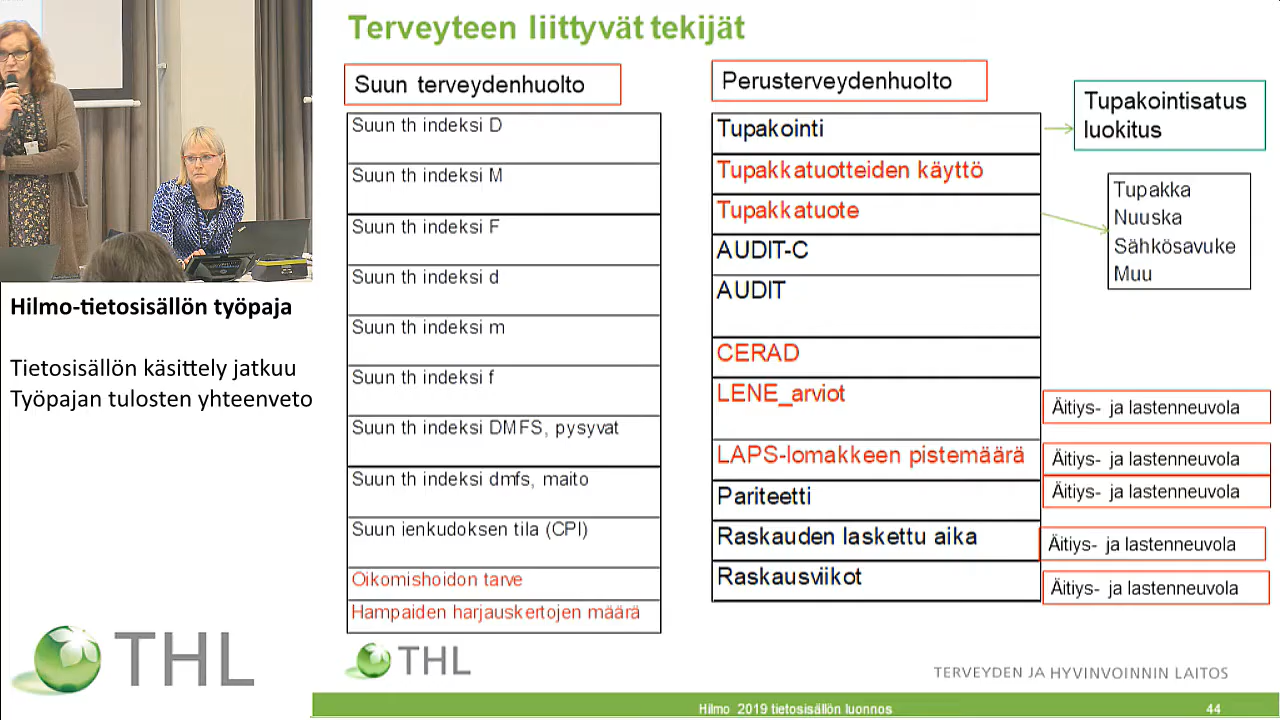 Terveyteen liittyvät tekijät
Suun terveydenhuolto
Suun th indeksi D
Suun th indeksi M
Suun th indeksi F
Suun th indeksi d
Suun th indeksi m
Suun th indeksi f
Suun th indeksi DMFS, pysyvat
Suun th indeksi dmfs, maito
Suun ienkudoksen tila (CPI)
Oikomishoidon tarve
Hampaiden harjauskertojen määrä
Perusterveydenhuolto
Tupakointi
Tupakkatuotteiden käyttö
Tupakkatuote
AUDIT-C
AUDIT
CERAD
LENE_arviot
LAPS-lomakkeen pistemäärä
Pariteetti
Raskauden laskettu aika
Raskausviikot
Tupakointisatus
luokitus
Tupakka
Nuuska
Sähkösavuke
Muu
Äitiys- ja lastenneuvola
Äitiys- ja lastenneuvola
Äitiys- ja lastenneuvola
Äitiys- ja lastenneuvola
Äitiys- ja lastenneuvola
Hilmo-tietosisällön työpaja
Tietosisällön käsittely jatkuu
Työpajan tulosten yhteenveto
THL
THL
TERVEYDEN JA HYVINVOINNIN LAITOS
Hilmo 2019 tietosisällön luonnos
44